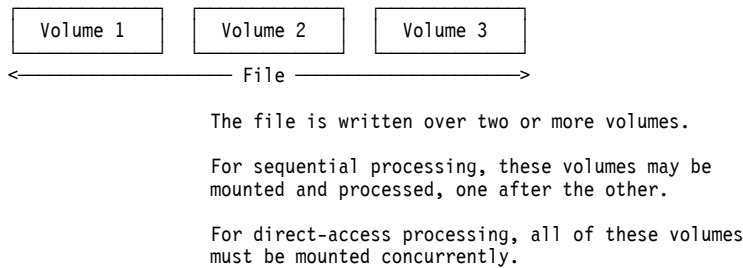 Volume 1 Volume 2 Volume 3
<——— File ———>
The file is written over two or more volumes.
For sequential processing, these volumes may be
mounted and processed, one after the other.
For direct-access processing, all of these volumes
must be mounted concurrently.